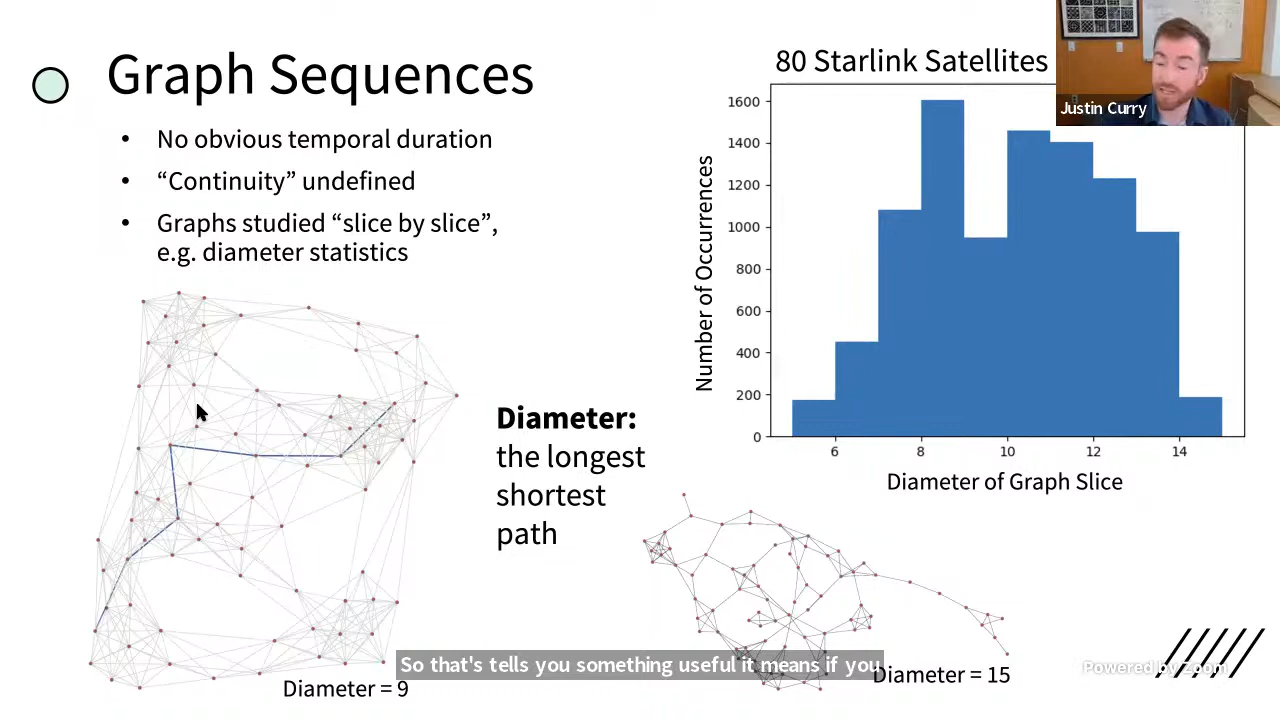 Graph Sequences
• No obvious temporal duration
• “Continuity” undefined
• Graphs studied “slice by slice”,
e.g. diameter statistics
80 Starlink Satellites
Justin Curry
Number of Occurrences
1600
1400
1200
1000
800
600
400
200
0
6 8 10 12 14
Diameter of Graph Slice
Diameter:
the longest
shortest
path
So that's tells you something useful it means if you
Diameter = 9
Diameter = 15
Powered by Zoom